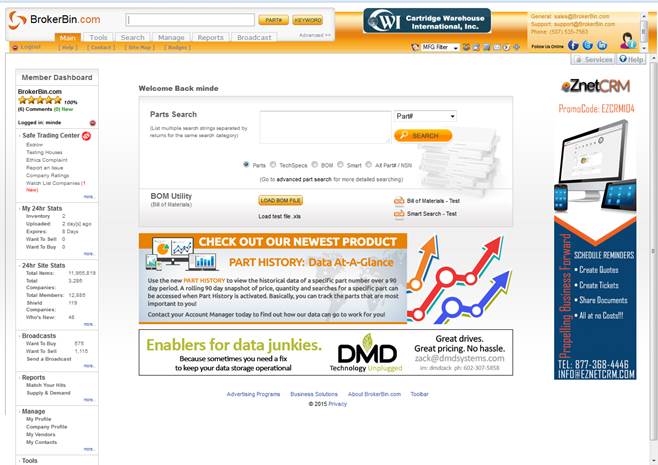 BrokerBin.com
PART#
KEYWORD
Advanced >>
Cartridge Warehouse
International, Inc.
General: sales@BrokerBin.com
Support: support@BrokerBin.com
Phone: (507) 535-7563
Follow Us Online
Main Tools Search Manage Reports Broadcast
Logout [ Help ] [ Contact ] [ Site Map ] [ Badges ]
MFG Filter
Services Help
Member Dashboard
BrokerBin.com
100%
(6) Comments (0) New
Logged in: minde
Safe Trading Center
Escrow
Testing Houses
Ethics Complaint
Report an Issue
Company Ratings
Watch List Companies (1
New)
more..
My 24hr Stats
Inventory 2
Uploaded: 2 day[s] ago
Expires: 8 Days
Want To Sell 0
Want To Buy 0
more..
24hr Site Stats
Total Items: 11,955,818
Total 3,285
Companies:
Total Members: 12,885
Shield 119
Companies:
Who's New: 46
more..
Broadcasts
Want To Buy 875
Want To Sell 1,115
Send a Broadcast
more..
Reports
Match Your Hits
Supply & Demand
more..
Manage
My Profile
Company Profile
My Vendors
My Contacts
more..
Tools
Welcome Back minde
Parts Search
(List multiple search strings separated by
returns for the same search category)
Part#
SEARCH
Parts TechSpecs BOM Smart Alt Part# / NSN
(Go to advanced part search for more detailed searching)
BOM Utility
(Bill of Materials)
LOAD BOM FILE
Load test file .xls
Bill of Materials - Test
Smart Search - Test
CHECK OUT OUR NEWEST PRODUCT
PART HISTORY: Data At-A-Glance
Use the new PART HISTORY to view the historical data of a specific part number over a 90
day period. A rolling 90 day snapshot of price, quantity and searches for a specific part can
be accessed when Part History is activated. Basically, you can track the parts that are most
important to you!
Contact your Account Manager today to find out how our data can go to work for you!
Enablers for data junkies.
Because sometimes you need a fix
to keep your data storage operational
DMD
Technology Unplugged
Great drives.
Great pricing. No hassle.
zack@dmdsystems.com
im: dmdzack ph: 602-307-5858
Advertising Programs Business Solutions About BrokerBin.com Toolbar
© 2015 Privacy
eZnetCRM
PromoCode: EZCRM104
Propelling Business Forward
SCHEDULE REMINDERS
• Create Quotes
• Create Tickets
• Share Documents
• All at no Costs!!!
TEL: 877-368-4446
INFO@EZNETCRM.COM